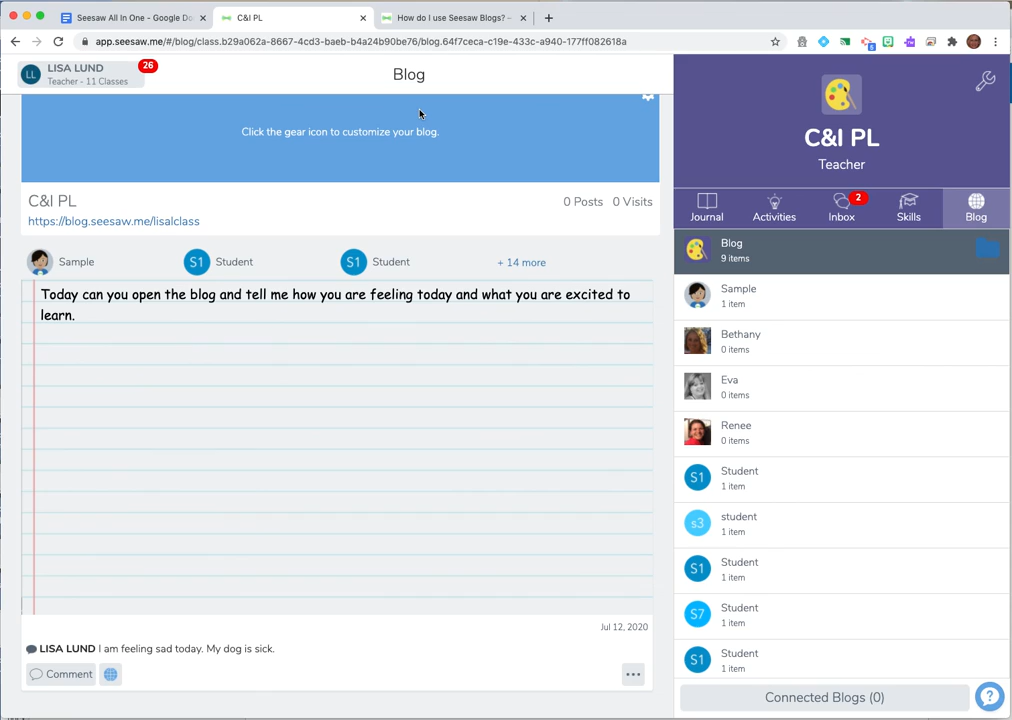 Seesaw All In One - Google Do
C&I PL
How do I use Seesaw Blogs? –
app.seesaw.me/#/blog/class.b29a062a-8667-4cd3-baeb-b4a24b90be76/blog.64f7ceca-c19e-433c-a940-177ff082618a
LL
LISA LUND
Teacher - 11 Classes
26
Blog
Click the gear icon to customize your blog.
C&I PL
0 Posts 0 Visits
https://blog.seesaw.me/lisalclass
Sample
S1 Student
S1 Student
+ 14 more
Today can you open the blog and tell me how you are feeling today and what you are excited to
learn.
Jul 12, 2020
LISA LUND I am feeling sad today. My dog is sick.
Comment
C&I PL
Teacher
2
Journal
Activities
Inbox
Skills
Blog
Blog
9 items
Sample
1 item
Bethany
0 items
Eva
0 items
Renee
0 items
S1
Student
1 item
s3
student
1 item
S1
Student
1 item
S7
Student
1 item
S1
Student
1 item
Connected Blogs (0)
?